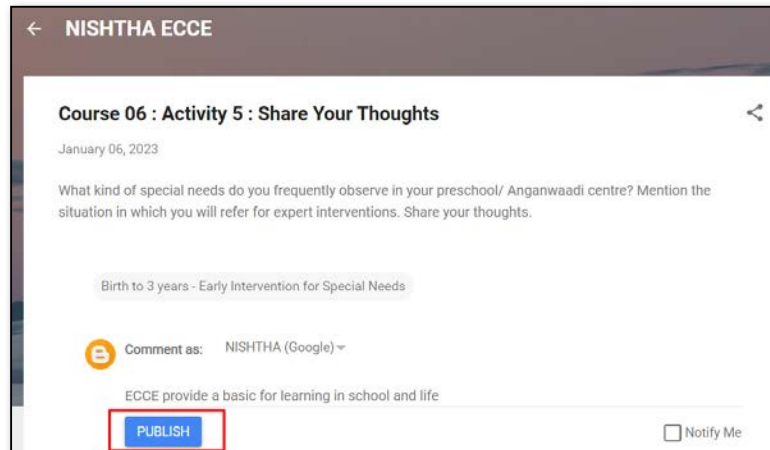 NISHTHA ECCE
Course 06 : Activity 5 : Share Your Thoughts
January 06, 2023
What kind of special needs do you frequently observe in your preschool/ Anganwaadi centre? Mention the
situation in which you will refer for expert interventions. Share your thoughts.
Birth to 3 years - Early Intervention for Special Needs
Comment as: NISHTHA (Google)
ECCE provide a basic for learning in school and life
PUBLISH Notify Me